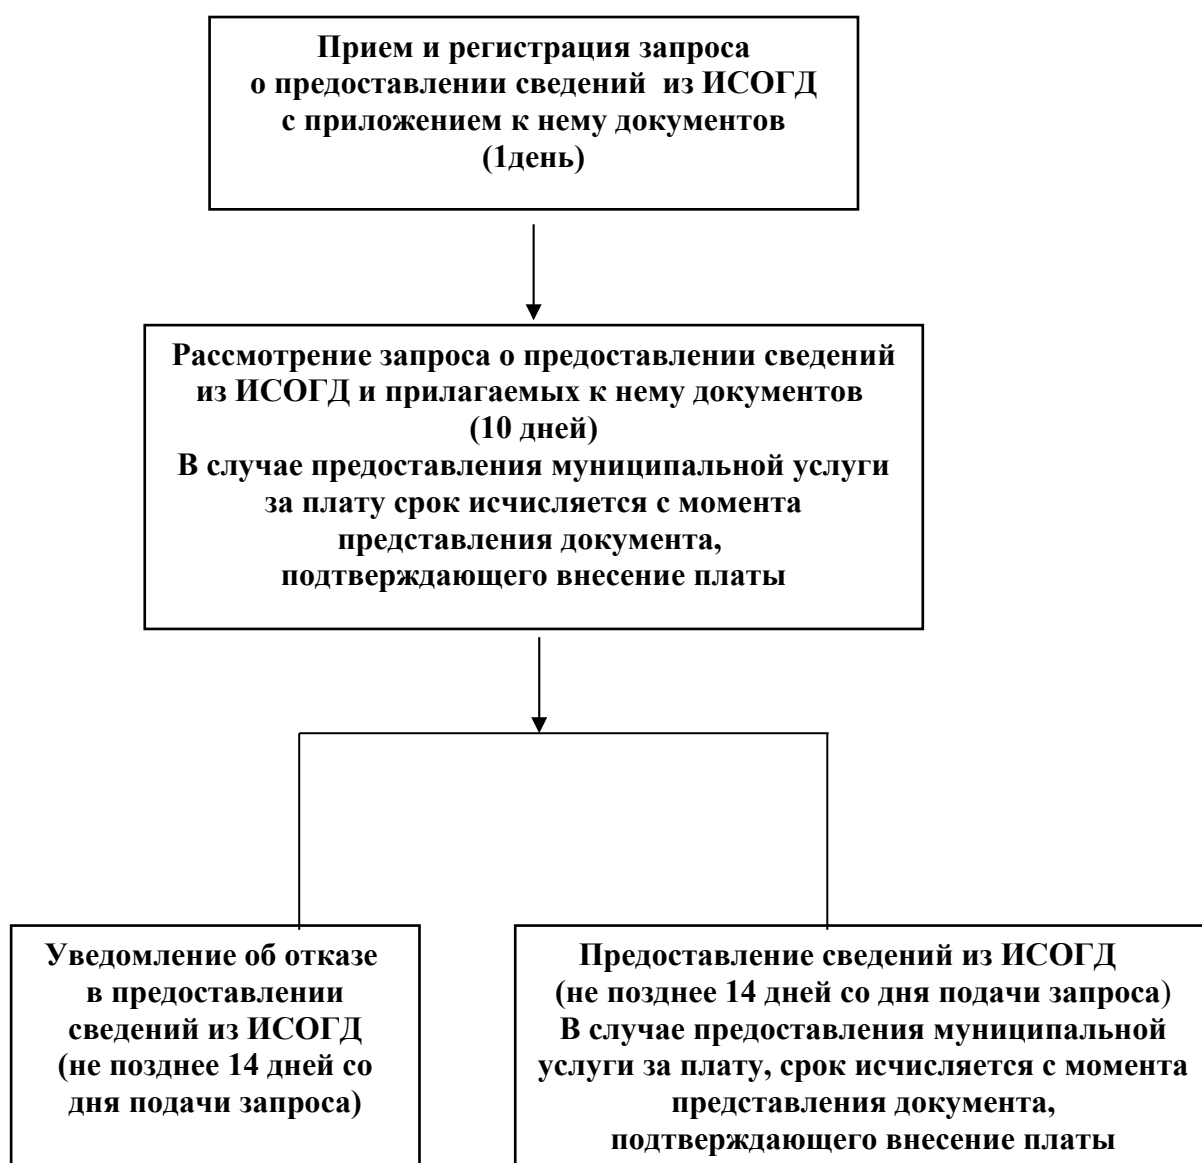 Прием и регистрация запроса
о предоставлении сведений  из ИСОГД
с приложением к нему документов
(1день)
Рассмотрение запроса о предоставлении сведений
из ИСОГД и прилагаемых к нему документов
(10 дней)
В случае предоставления муниципальной услуги
за плату срок исчисляется с момента
представления документа,
подтверждающего внесение платы
Уведомление об отказе
в предоставлении
сведений из ИСОГД
(не позднее 14 дней со
дня подачи запроса)
Предоставление сведений из ИСОГД
(не позднее 14 дней со дня подачи запроса)
В случае предоставления муниципальной
услуги за плату, срок исчисляется с момента
представления документа,
подтверждающего внесение платы